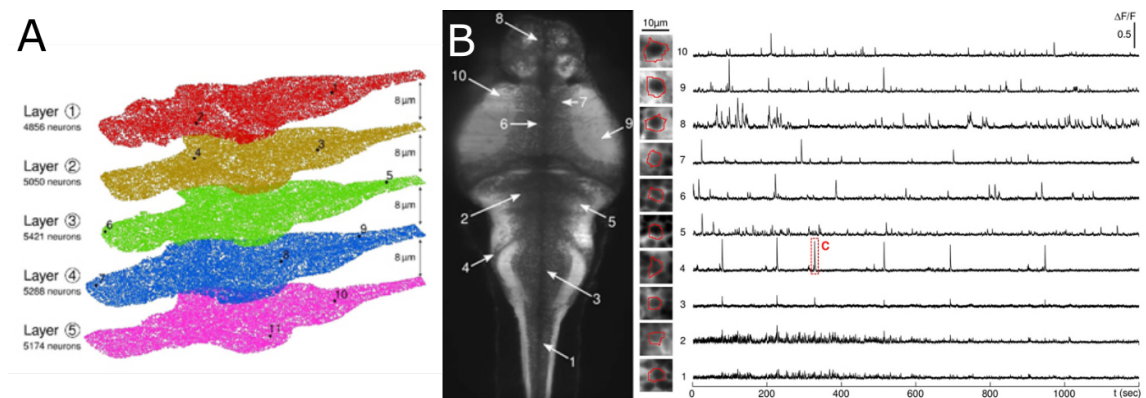 A
Layer ①
4856 neurons
Layer ②
5050 neurons
Layer ③
5421 neurons
Layer ④
5266 neurons
Layer ⑤
5174 neurons
1
2
3
4
5
6
7
8
9
10
11
8 µm
8 µm
8 µm
8 µm
B
8
10
7
6
9
2
5
4
3
1
10µm
ΔF/F
0.5
10
9
8
7
6
5
C
4
3
2
1
0 200 400 600 800 1000 t (sec)